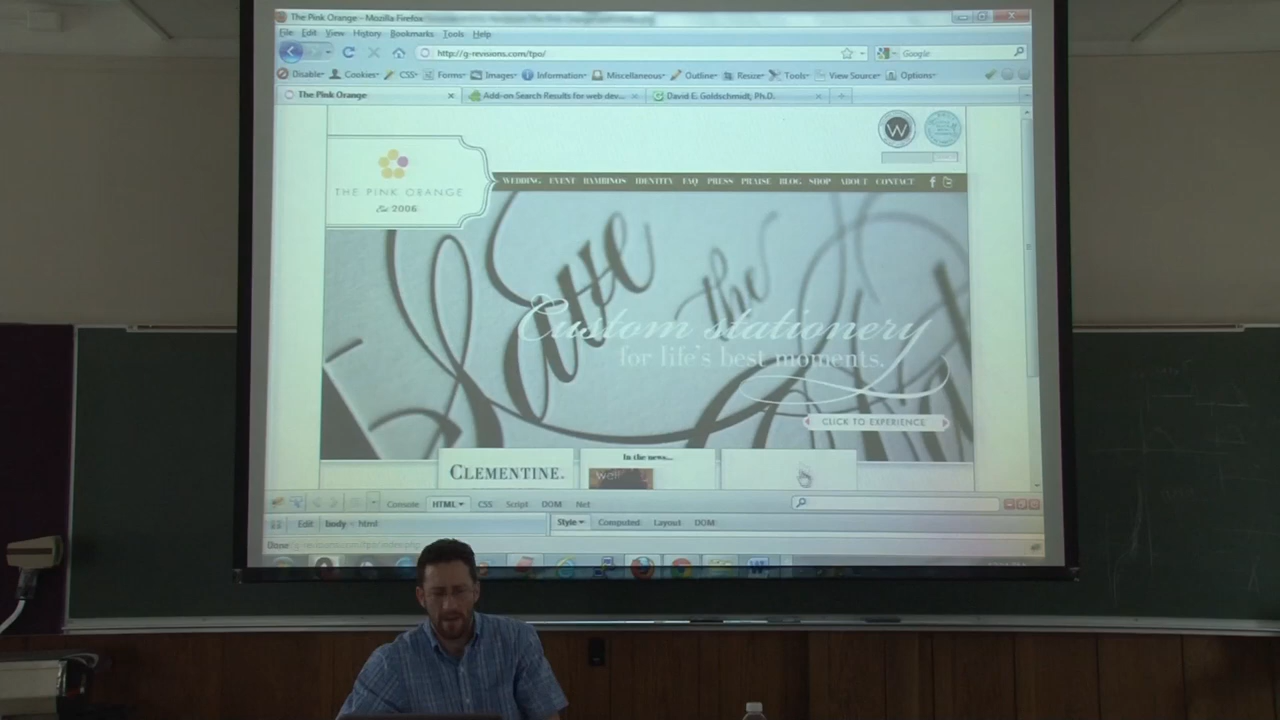 The Pink Orange - Mozilla Firefox
File Edit View History Bookmarks Tools Help
http://g-revisions.com/tpo/
Google
Disable Cookies CSS Forms Images Information Miscellaneous Outline Resize Tools View Source Options
The Pink Orange
Add-on Search Results for web dev...
David E. Goldschmidt, Ph.D.
W
THE PINK ORANGE
Est 2006
WEDDING EVENT BAMBINOS IDENTITY FAQ PRESS PRAISE BLOG SHOP ABOUT CONTACT
Save
the
Custom stationery
for life's best moments.
CLICK TO EXPERIENCE
CLEMENTINE.
In the news...
Console HTML CSS Script DOM Net
Edit body < html
Style Computed Layout DOM
Done